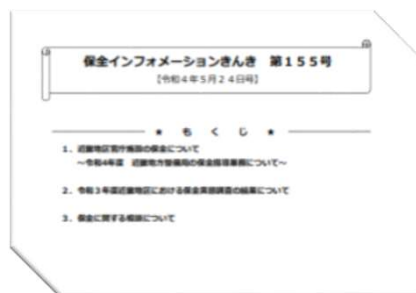 保全インフォメーションきんき 第１５５号
【令和４年５月２４日号】
★ も く じ ★
１．近畿地区官庁施設の保全について
～令和4年度 近畿地方整備局の保全指導業務について～
２．令和３年度近畿地区における保全実態調査の結果について
３．保全に関する相談について